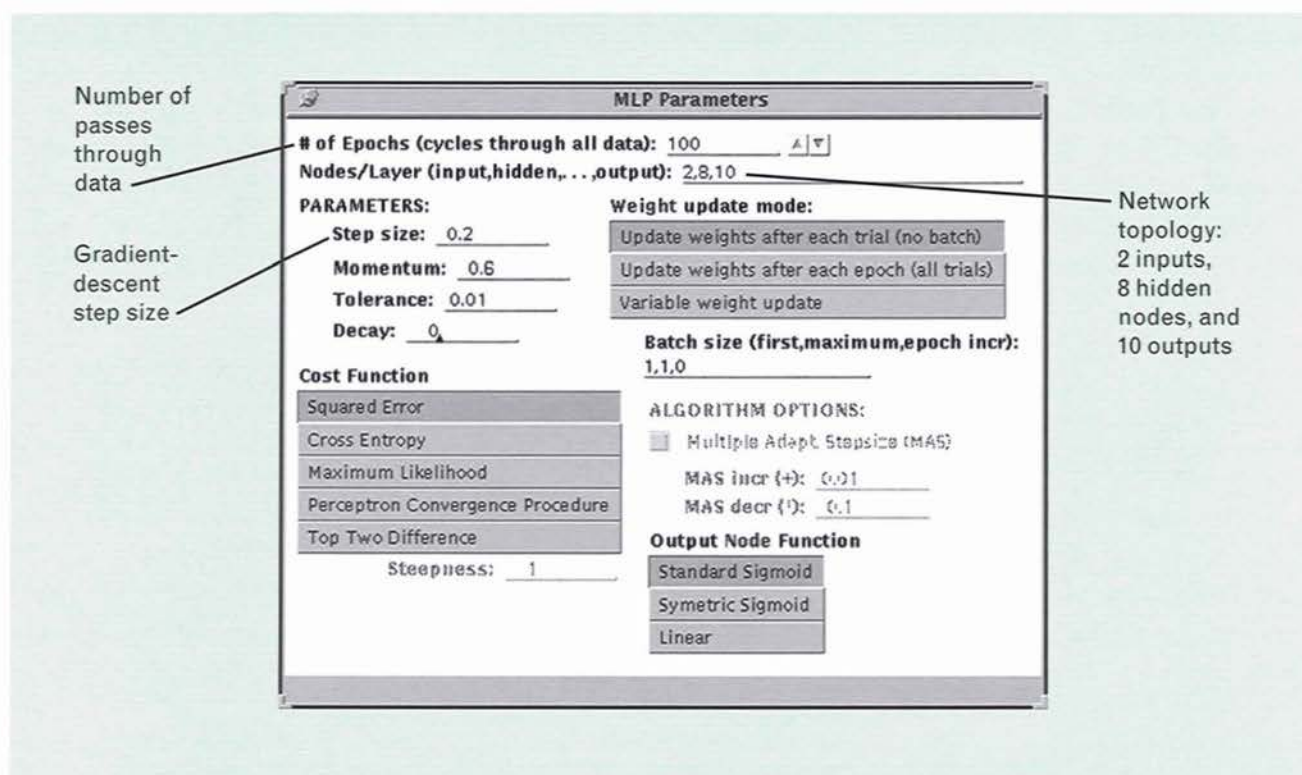 Number of
passes
through
data
Gradient-
descent
step size
MLP Parameters
# of Epochs (cycles through all data): 100
Nodes/Layer (input,hidden,...,output): 2,8,10
PARAMETERS:
Step size: 0.2
Momentum: 0.6
Tolerance: 0.01
Decay: 0
Cost Function
Squared Error
Cross Entropy
Maximum Likelihood
Perceptron Convergence Procedure
Top Two Difference
Steepness: 1
Weight update mode:
Update weights after each trial (no batch)
Update weights after each epoch (all trials)
Variable weight update
Batch size (first,maximum,epoch incr):
1,1,0
ALGORITHM OPTIONS:
Multiple Adapt. Stepsize (MAS)
MAS incr (+): 0.01
MAS decr (*): 0.1
Output Node Function
Standard Sigmoid
Symetric Sigmoid
Linear
Network
topology:
2 inputs,
8 hidden
nodes, and
10 outputs